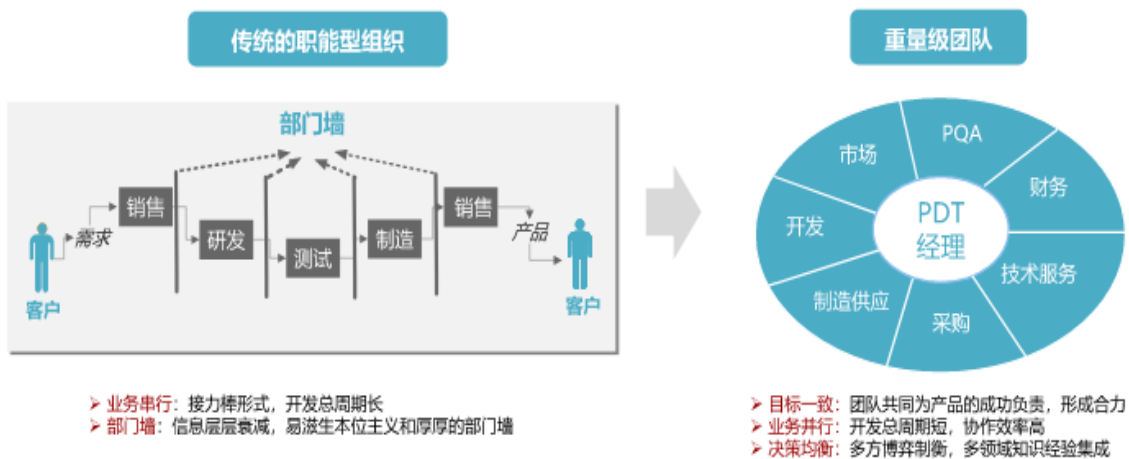 传统的职能型组织
重量级团队
部门墙
销售
研发
测试
制造
销售
需求
产品
客户
客户
PQA
市场
财务
开发
PDT
经理
技术服务
制造供应
采购
➢ 业务串行：接力棒形式，开发总周期长
➢ 部门墙：信息层层衰减，易滋生本位主义和厚厚的部门墙
➢ 目标一致：团队共同为产品的成功负责，形成合力
➢ 业务并行：开发总周期短，协作效率高
➢ 决策均衡：多方博弈制衡，多领域知识经验集成